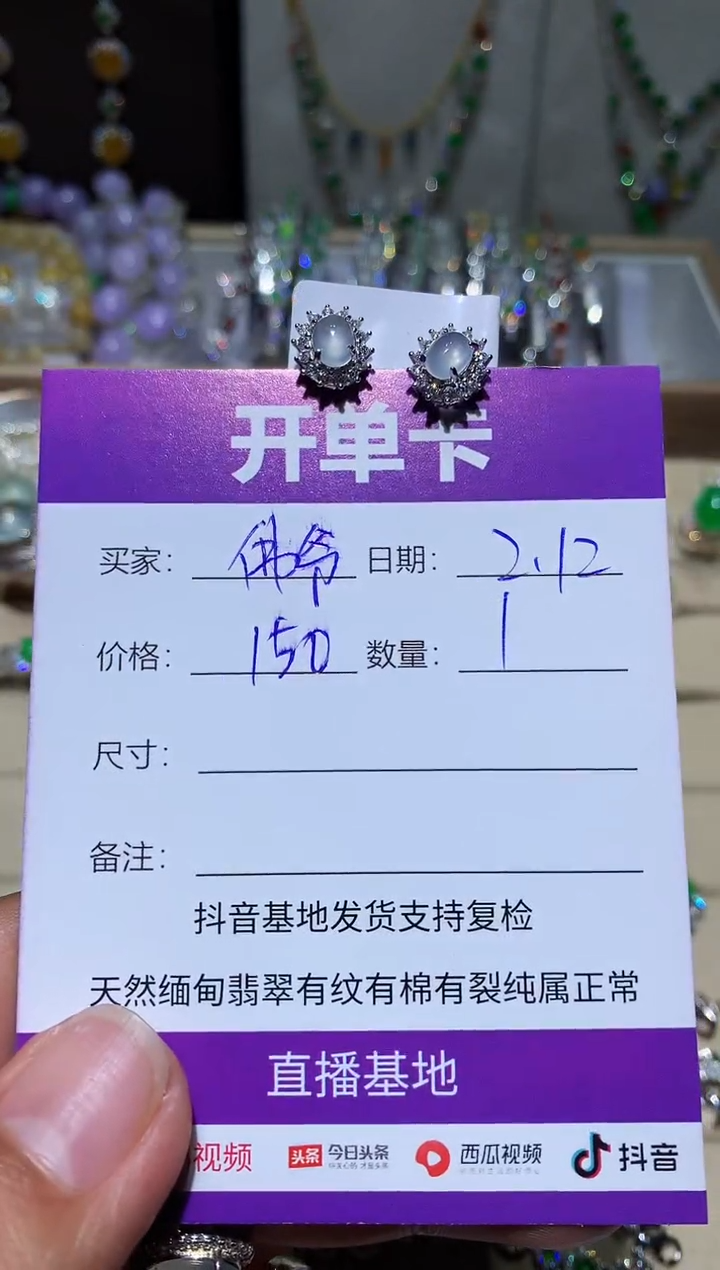 开单卡
买家：佛爷 日期：2.12
价格：150 数量：1
尺寸：
备注：
抖音基地发货支持复检
天然缅甸翡翠有纹有棉有裂纯属正常
直播基地
视频 头条 今日头条 西瓜视频 抖音